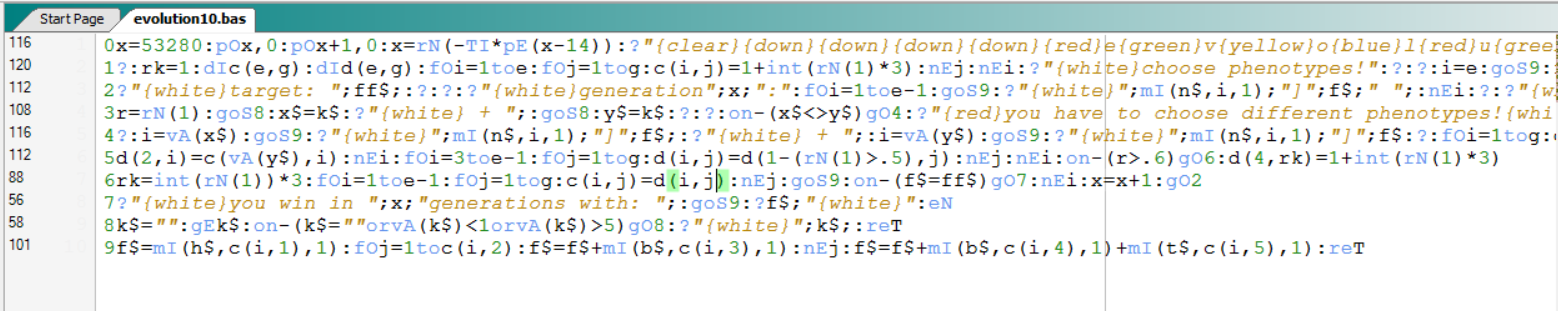 Start Page evolution10.bas
116 0x=53280:pOx,0:pOx+1,0:x=rN(-TI*pE(x-14)):?"{clear}{down}{down}{down}{down}{red}e{green}v{yellow}o{blue}l{red}u{gree
120 1?:rk=1:dIc(e,g):dId(e,g):fOi=1toe:fOj=1tog:c(i,j)=1+int(rN(1)*3):nEj:nEi:?"{white}choose phenotypes!":?:?:i=e:goS9:
112 2?"{white}target: ";ff$;:?:?:?"{white}generation";x;":":fOi=1toe-1:goS9:?"{white}";mI(n$,i,1);"]";f$;" ";:nEi:?:?"{w
108 3r=rN(1):goS8:x$=k$:?"{white} + ";:goS8:y$=k$:?:?:on-(x$<>y$)gO4:?"{red}you have to choose different phenotypes!{whi
116 4?:i=vA(x$):goS9:?"{white}";mI(n$,i,1);"]";f$;:?"{white} + ";:i=vA(y$):goS9:?"{white}";mI(n$,i,1);"]";f$:?:fOi=1tog:
112 5d(2,i)=c(vA(y$),i):nEi:fOi=3toe-1:fOj=1tog:d(i,j)=d(1-(rN(1)>.5),j):nEj:nEi:on-(r>.6)gO6:d(4,rk)=1+int(rN(1)*3)
88 6rk=int(rN(1))*3:fOi=1toe-1:fOj=1tog:c(i,j)=d(i,j):nEj:goS9:on-(f$=ff$)gO7:nEi:x=x+1:gO2
56 7?"{white}you win in ";x;"generations with: ";:goS9:?f$;"{white}":eN
58 8k$="":gEk$:on-(k$=""orvA(k$)<1orvA(k$)>5)gO8:?"{white}";k$;:reT
101 9f$=mI(h$,c(i,1),1):fOj=1toc(i,2):f$=f$+mI(b$,c(i,3),1):nEj:f$=f$+mI(b$,c(i,4),1)+mI(t$,c(i,5),1):reT